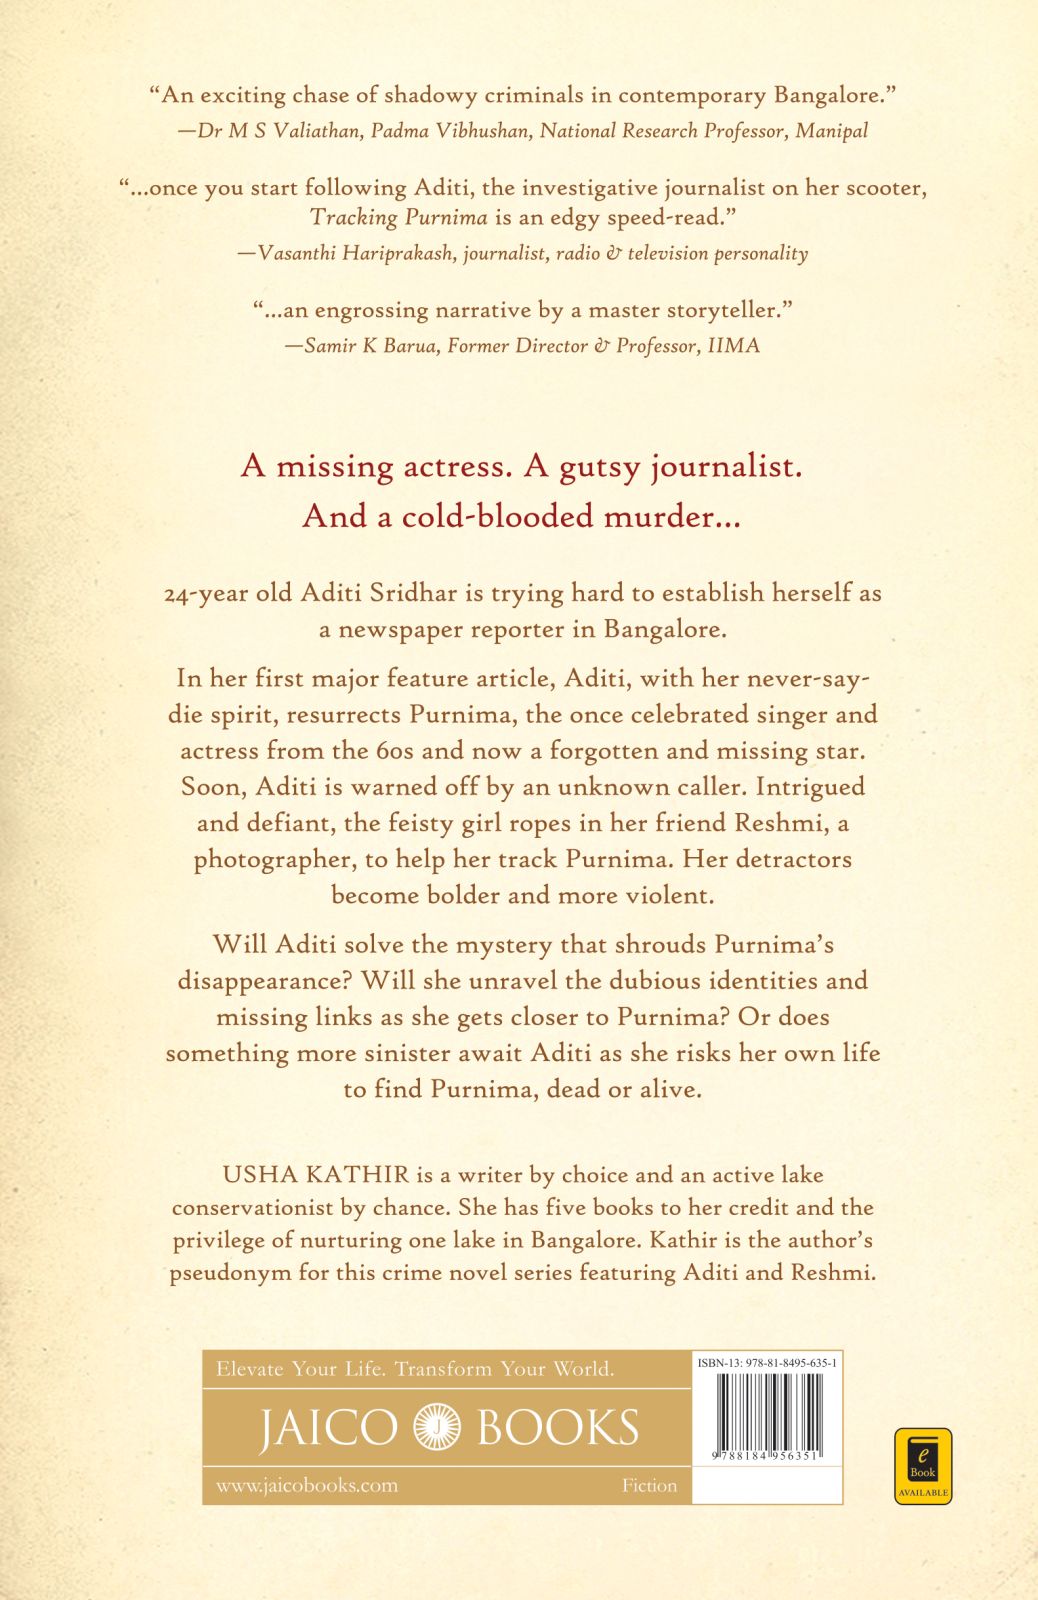 “An exciting chase of shadowy criminals in contemporary Bangalore.”
—Dr M S Valiathan, Padma Vibhushan, National Research Professor, Manipal
“...once you start following Aditi, the investigative journalist on her scooter,
Tracking Purnima is an edgy speed-read.”
—Vasanthi Hariprakash, journalist, radio & television personality
“...an engrossing narrative by a master storyteller.”
—Samir K Barua, Former Director & Professor, IIMA
A missing actress. A gutsy journalist.
And a cold-blooded murder...
24-year old Aditi Sridhar is trying hard to establish herself as
a newspaper reporter in Bangalore.
In her first major feature article, Aditi, with her never-say-
die spirit, resurrects Purnima, the once celebrated singer and
actress from the 60s and now a forgotten and missing star.
Soon, Aditi is warned off by an unknown caller. Intrigued
and defiant, the feisty girl ropes in her friend Reshmi, a
photographer, to help her track Purnima. Her detractors
become bolder and more violent.
Will Aditi solve the mystery that shrouds Purnima’s
disappearance? Will she unravel the dubious identities and
missing links as she gets closer to Purnima? Or does
something more sinister await Aditi as she risks her own life
to find Purnima, dead or alive.
USHA KATHIR is a writer by choice and an active lake
conservationist by chance. She has five books to her credit and the
privilege of nurturing one lake in Bangalore. Kathir is the author’s
pseudonym for this crime novel series featuring Aditi and Reshmi.
Elevate Your Life. Transform Your World.
JAICO J BOOKS
www.jaicobooks.com Fiction
ISBN-13: 978-81-8495-635-1
9 788184 956351
e
Book
AVAILABLE